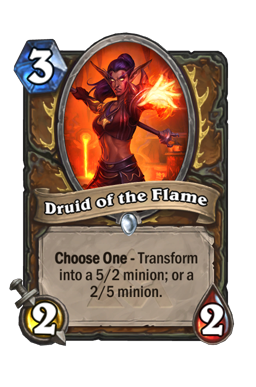 3
Druid of the Flame
Choose One - Transform
into a 5/2 minion; or a
2/5 minion.
2
2